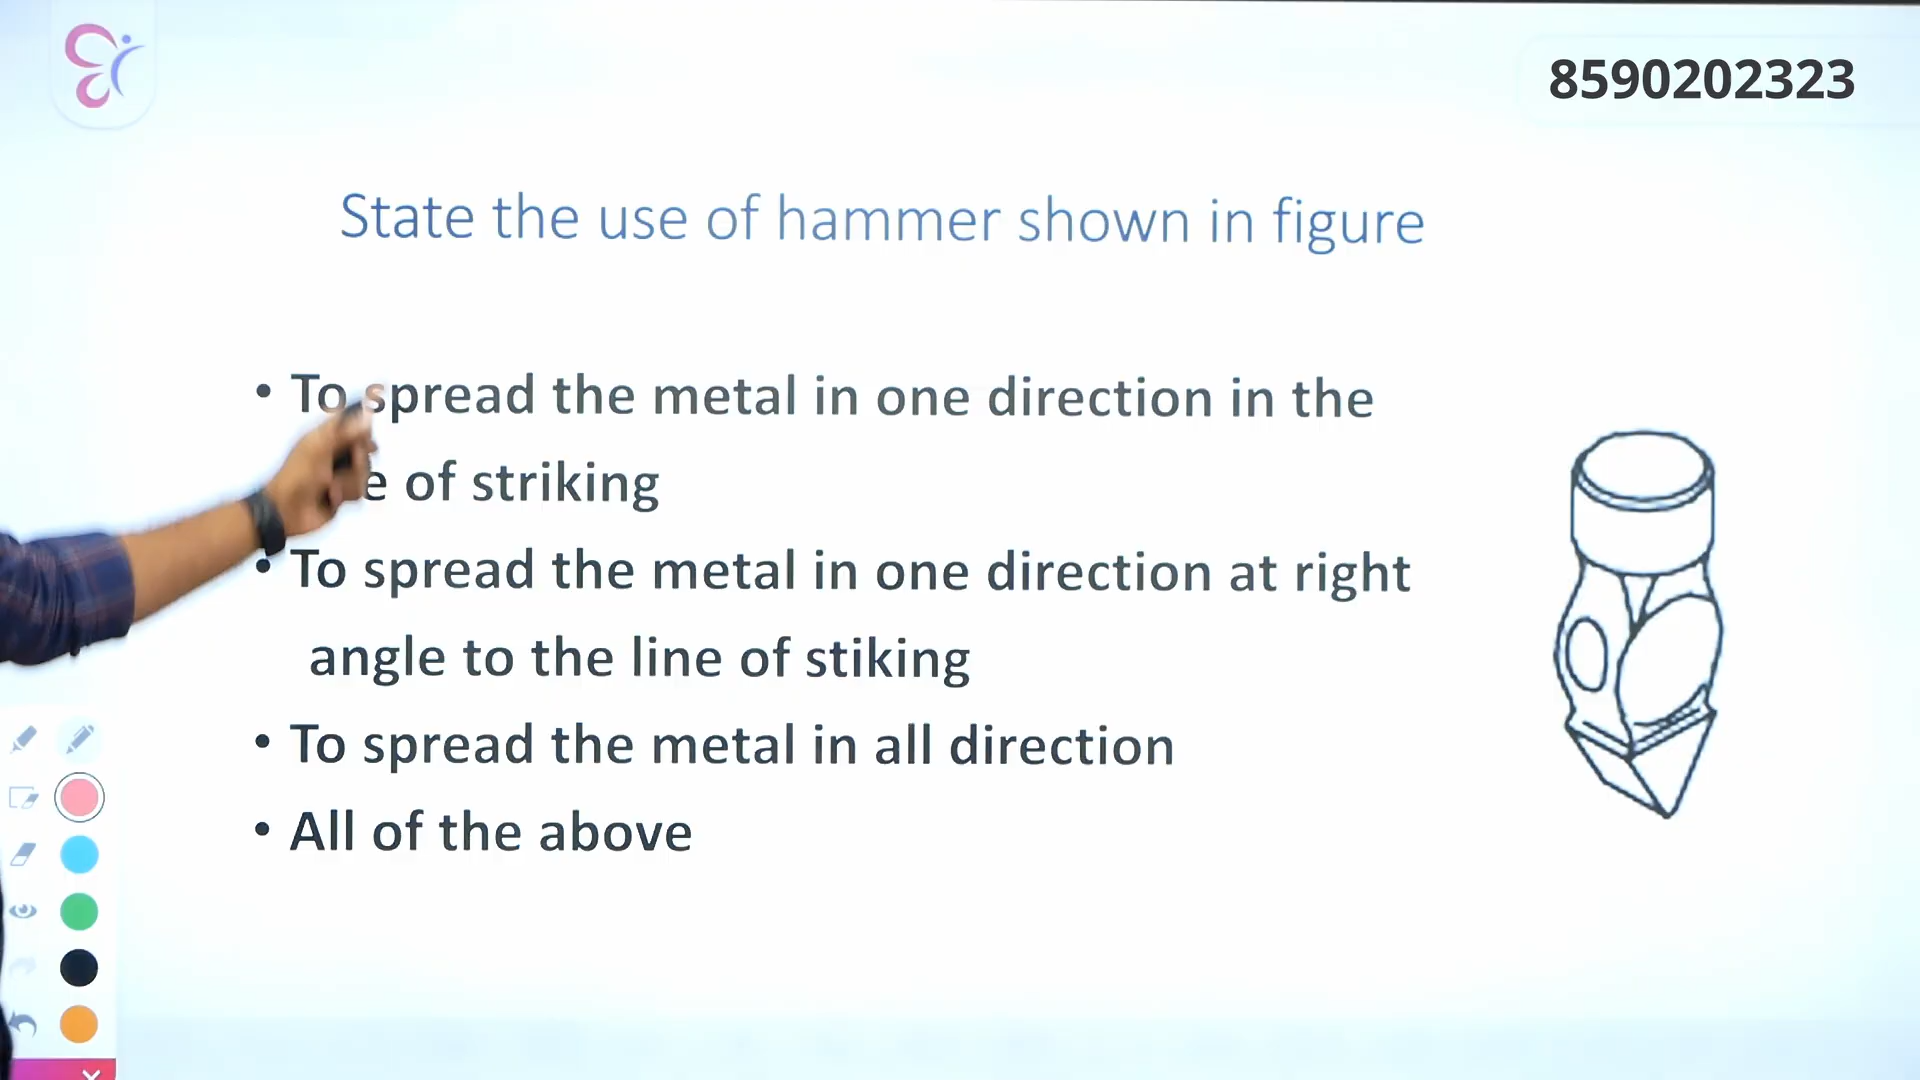 8590202323
State the use of hammer shown in figure
• To spread the metal in one direction in the
of striking
• To spread the metal in one direction at right
angle to the line of stiking
• To spread the metal in all direction
• All of the above